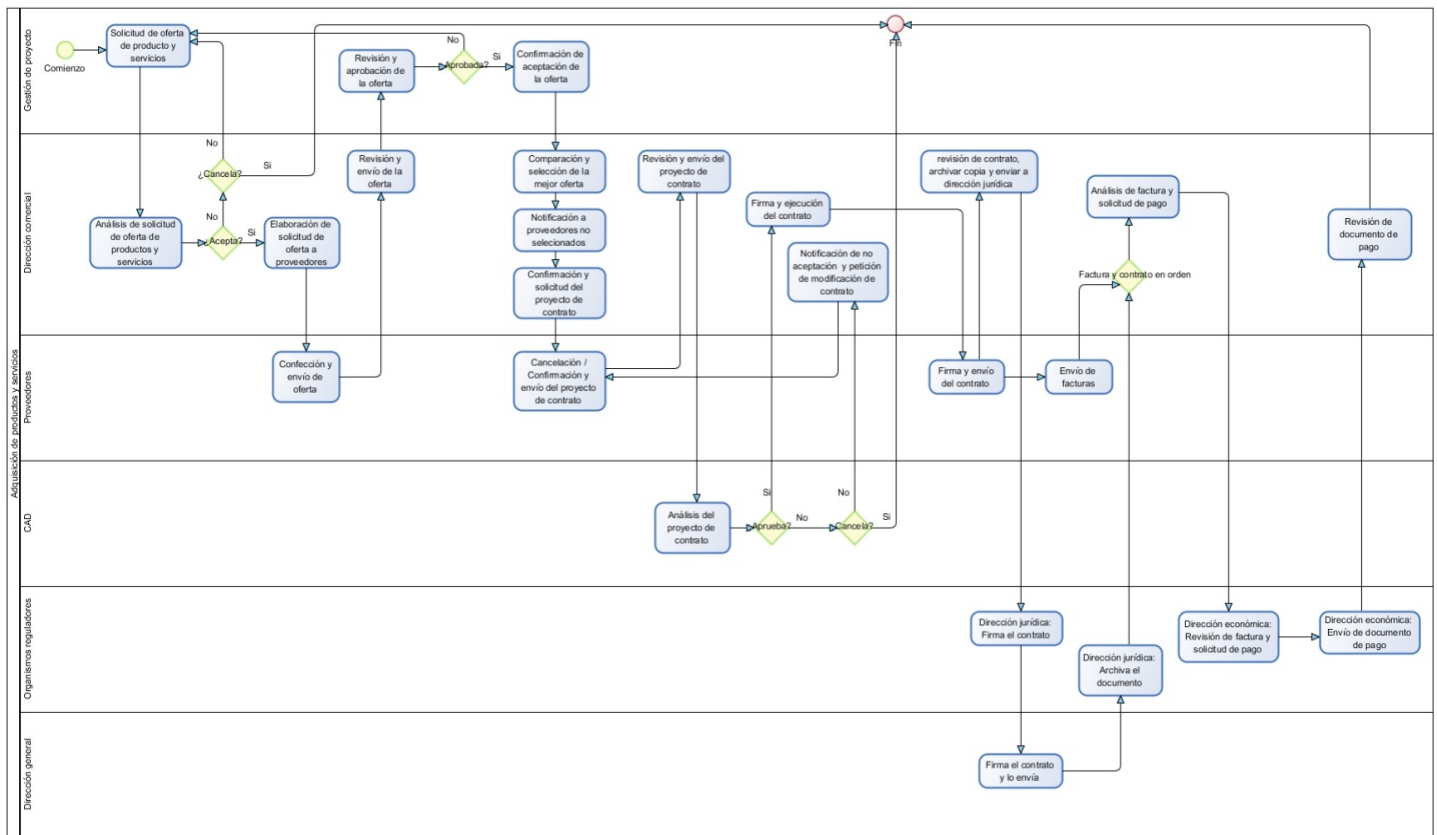 Adquisición de productos y servicios
Gestión de proyecto
Comienzo
Solicitud de oferta
de producto y
servicios
Revisión y
aprobación de
la oferta
Aprobada?
No
Si
Confirmación de
aceptación de
la oferta
Fin
Dirección comercial
Análisis de solicitud
de oferta de
productos y
servicios
¿Acepta?
No
Si
¿Cancela?
No
Si
Elaboración de
solicitud de
oferta a
proveedores
Revisión y
envío de la
oferta
Comparación y
selección de la
mejor oferta
Notificación a
proveedores no
seleccionados
Confirmación y
solicitud del
proyecto de
contrato
Revisión y envío del
proyecto de
contrato
Firma y ejecución
del contrato
Notificación de no
aceptación y petición
de modificación de
contrato
revisión de contrato,
archivar copia y enviar a
dirección jurídica
Análisis de factura y
solicitud de pago
Factura y contrato en orden
Revisión de
documento de
pago
Proveedores
Confección y
envío de
oferta
Cancelación /
Confirmación y
envío del proyecto
de contrato
Firma y envío
del contrato
Envío de
facturas
CAD
Análisis del
proyecto de
contrato
Aprueba?
Si
No
Cancela?
No
Si
Organismos reguladores
Dirección jurídica:
Firma el contrato
Dirección jurídica:
Archiva el
documento
Dirección económica:
Revisión de factura y
solicitud de pago
Dirección económica:
Envío de documento
de pago
Dirección general
Firma el contrato
y lo envía